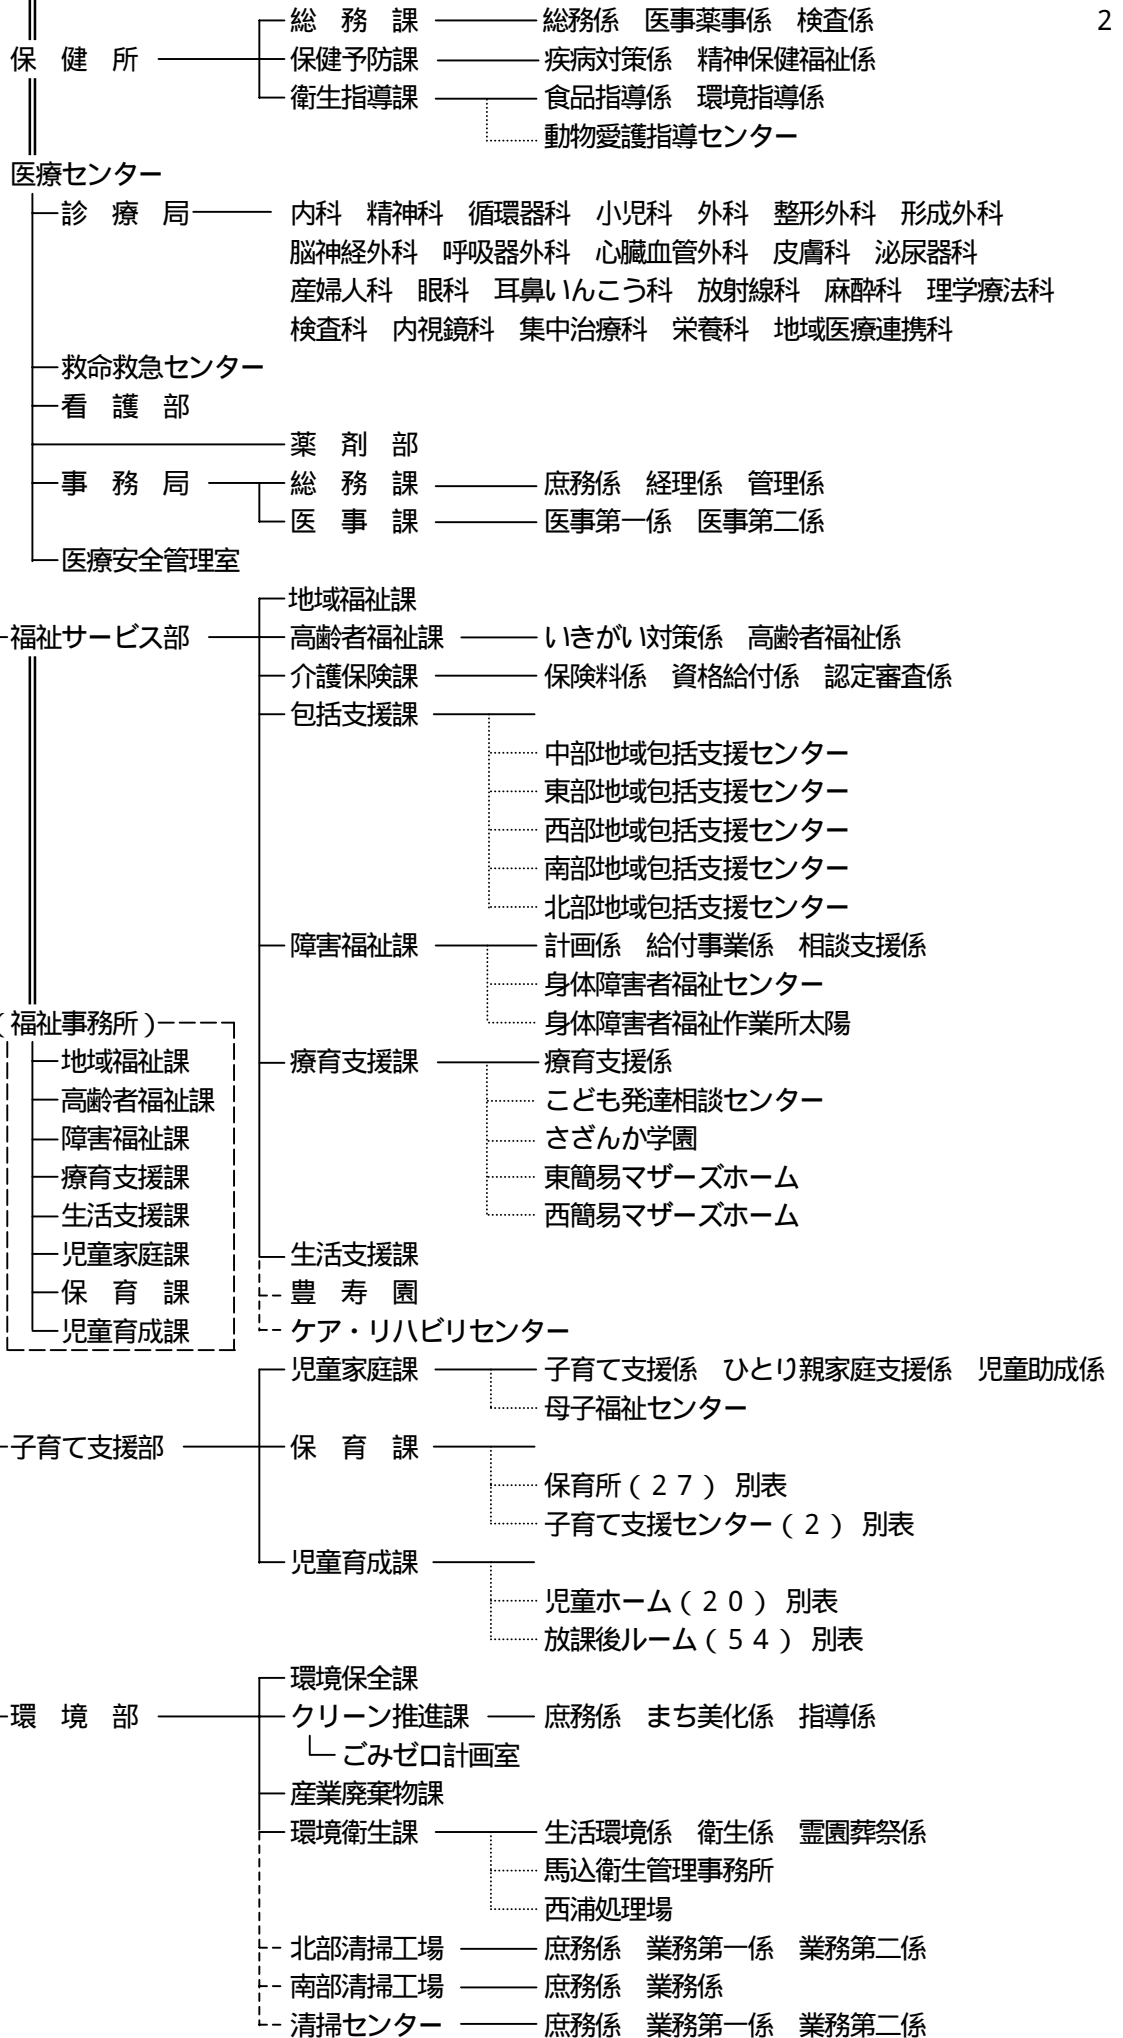 総　務　課　総務係　医事薬事係　検査係　2
保　健　所　保健予防課　疾病対策係　精神保健福祉係
衛生指導課　食品指導係　環境指導係
動物愛護指導センター
医療センター
診　療　局　内科　精神科　循環器科　小児科　外科　整形外科　形成外科
脳神経外科　呼吸器外科　心臓血管外科　皮膚科　泌尿器科
産婦人科　眼科　耳鼻いんこう科　放射線科　麻酔科　理学療法科
検査科　内視鏡科　集中治療科　栄養科　地域医療連携科
救命救急センター
看　護　部
薬　剤　部
事　務　局　総　務　課　庶務係　経理係　管理係
医　事　課　医事第一係　医事第二係
医療安全管理室
地域福祉課
福祉サービス部　高齢者福祉課　いきがい対策係　高齢者福祉係
介護保険課　保険料係　資格給付係　認定審査係
包括支援課
中部地域包括支援センター
東部地域包括支援センター
西部地域包括支援センター
南部地域包括支援センター
北部地域包括支援センター
障害福祉課　計画係　給付事業係　相談支援係
身体障害者福祉センター
（福祉事務所）　身体障害者福祉作業所太陽
地域福祉課　療育支援課　療育支援係
高齢者福祉課　こども発達相談センター
障害福祉課　さざんか学園
療育支援課　東簡易マザーズホーム
生活支援課　西簡易マザーズホーム
児童家庭課　生活支援課
保　育　課　豊　寿　園
児童育成課　ケア・リハビリセンター
児童家庭課　子育て支援係　ひとり親家庭支援係　児童助成係
母子福祉センター
子育て支援部　保　育　課
保育所（２７）別表
子育て支援センター（２）別表
児童育成課
児童ホーム（２０）別表
放課後ルーム（５４）別表
環境保全課
環　境　部　クリーン推進課　庶務係　まち美化係　指導係
ごみゼロ計画室
産業廃棄物課
環境衛生課　生活環境係　衛生係　霊園葬祭係
馬込衛生管理事務所
西浦処理場
北部清掃工場　庶務係　業務第一係　業務第二係
南部清掃工場　庶務係　業務係
清掃センター　庶務係　業務第一係　業務第二係